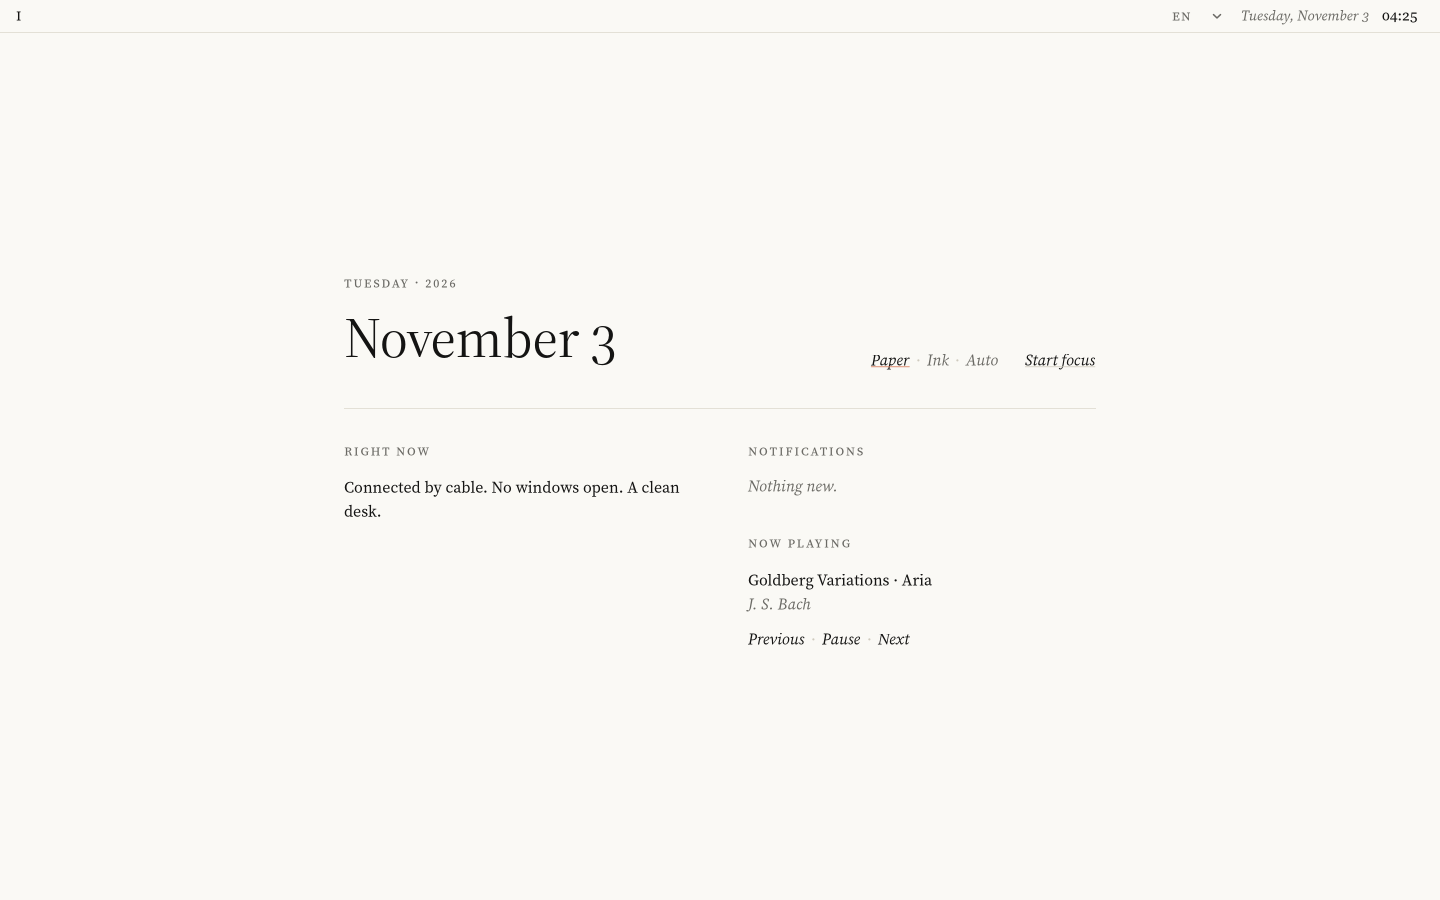 I
EN
Tuesday, November 3 04:25
TUESDAY · 2026
November 3
Paper · Ink · Auto Start focus
RIGHT NOW
Connected by cable. No windows open. A clean
desk.
NOTIFICATIONS
Nothing new.
NOW PLAYING
Goldberg Variations · Aria
J. S. Bach
Previous · Pause · Next